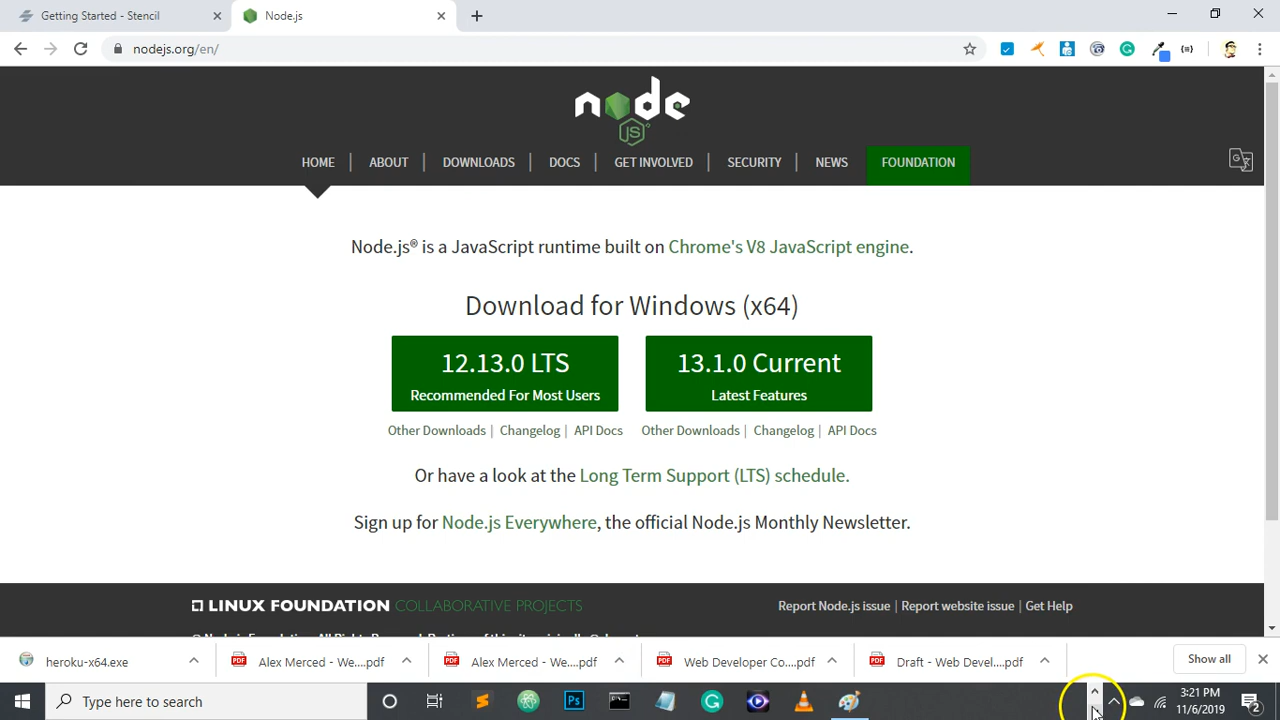 Getting Started - Stencil
Node.js
nodejs.org/en/
node
JS
HOME | ABOUT | DOWNLOADS | DOCS | GET INVOLVED | SECURITY | NEWS FOUNDATION
Node.js® is a JavaScript runtime built on Chrome's V8 JavaScript engine.
Download for Windows (x64)
12.13.0 LTS
Recommended For Most Users
13.1.0 Current
Latest Features
Other Downloads | Changelog | API Docs
Other Downloads | Changelog | API Docs
Or have a look at the Long Term Support (LTS) schedule.
Sign up for Node.js Everywhere, the official Node.js Monthly Newsletter.
LINUX FOUNDATION COLLABORATIVE PROJECTS
Report Node.js issue | Report website issue | Get Help
heroku-x64.exe
Alex Merced - We....pdf
Alex Merced - We....pdf
Web Developer Co....pdf
Draft - Web Devel....pdf
Show all
Type here to search
3:21 PM
11/6/2019
2